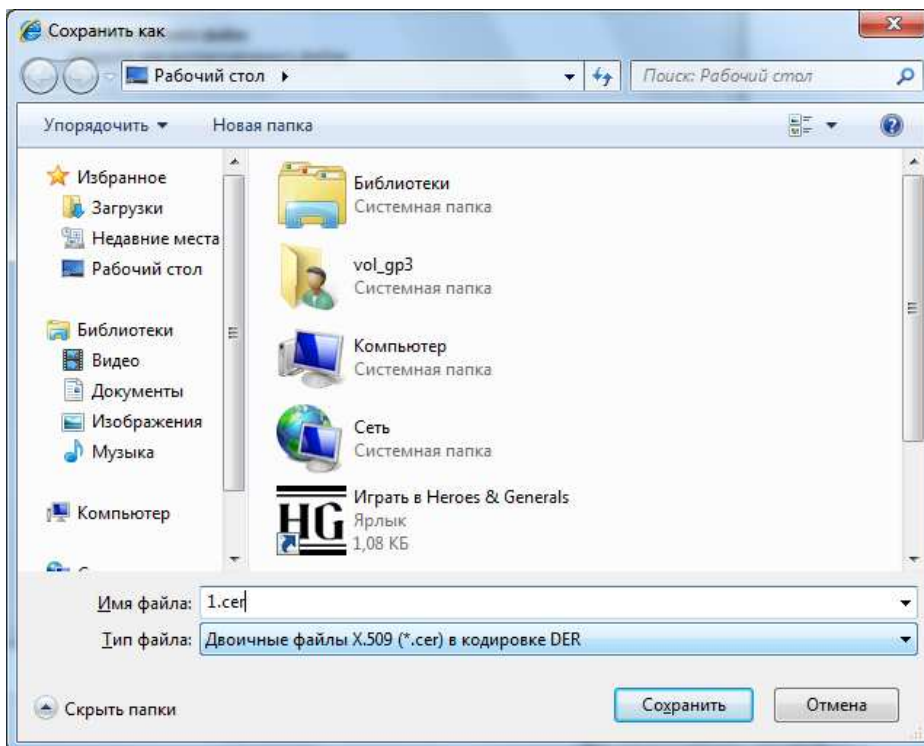 Сохранить как
Рабочий стол
Поиск: Рабочий стол
Упорядочить
Новая папка
Избранное
Загрузки
Недавние места
Рабочий стол
Библиотеки
Видео
Документы
Изображения
Музыка
Компьютер
Библиотеки
Системная папка
vol_gp3
Системная папка
Компьютер
Системная папка
Сеть
Системная папка
HG
Играть в Heroes & Generals
Ярлык
1,08 КБ
Имя файла: 1.cer
Тип файла: Двоичные файлы X.509 (*.cer) в кодировке DER
Скрыть папки
Сохранить
Отмена